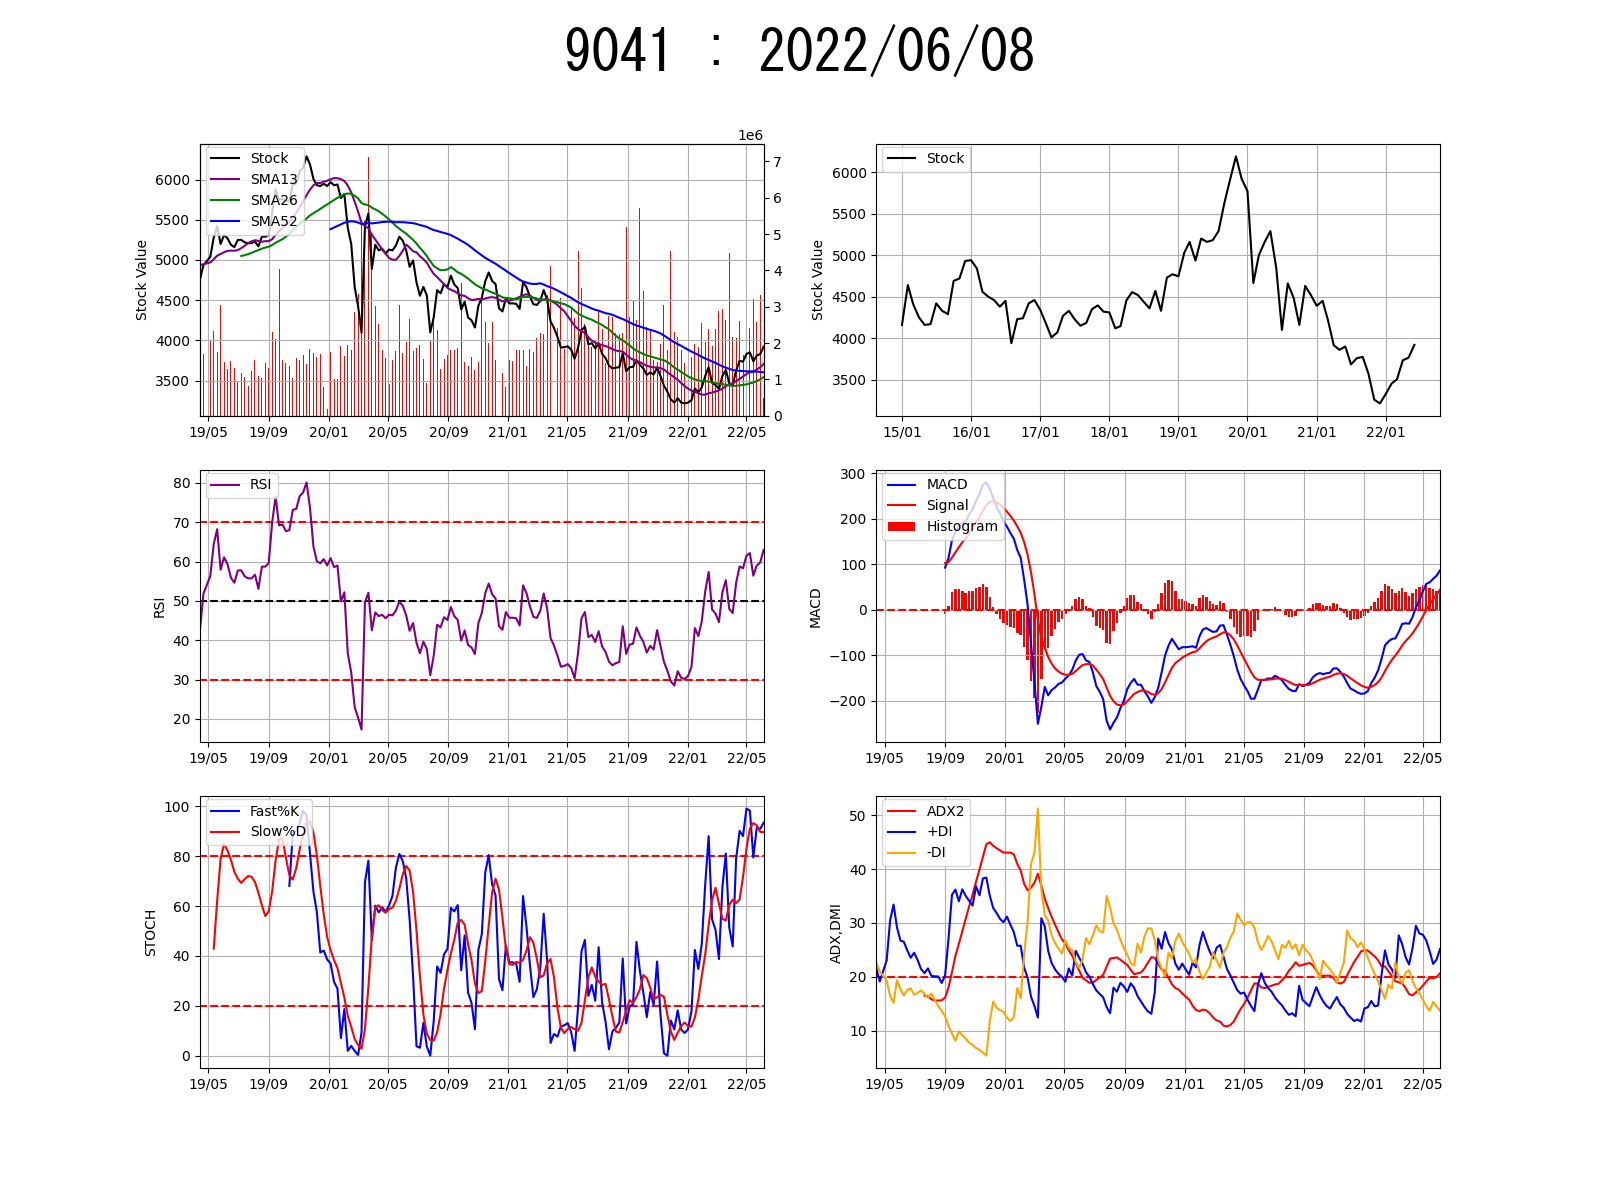 9041 : 2022/06/08
1e6
Stock Value
Stock
SMA13
SMA26
SMA52
6000
5500
5000
4500
4000
3500
7
6
5
4
3
2
1
0
19/05 19/09 20/01 20/05 20/09 21/01 21/05 21/09 22/01 22/05
Stock Value
Stock
6000
5500
5000
4500
4000
3500
15/01 16/01 17/01 18/01 19/01 20/01 21/01 22/01
RSI
RSI
80
70
60
50
40
30
20
19/05 19/09 20/01 20/05 20/09 21/01 21/05 21/09 22/01 22/05
MACD
MACD
Signal
Histogram
300
200
100
0
−100
−200
19/05 19/09 20/01 20/05 20/09 21/01 21/05 21/09 22/01 22/05
STOCH
Fast%K
Slow%D
100
80
60
40
20
0
19/05 19/09 20/01 20/05 20/09 21/01 21/05 21/09 22/01 22/05
ADX,DMI
ADX2
+DI
-DI
50
40
30
20
10
19/05 19/09 20/01 20/05 20/09 21/01 21/05 21/09 22/01 22/05